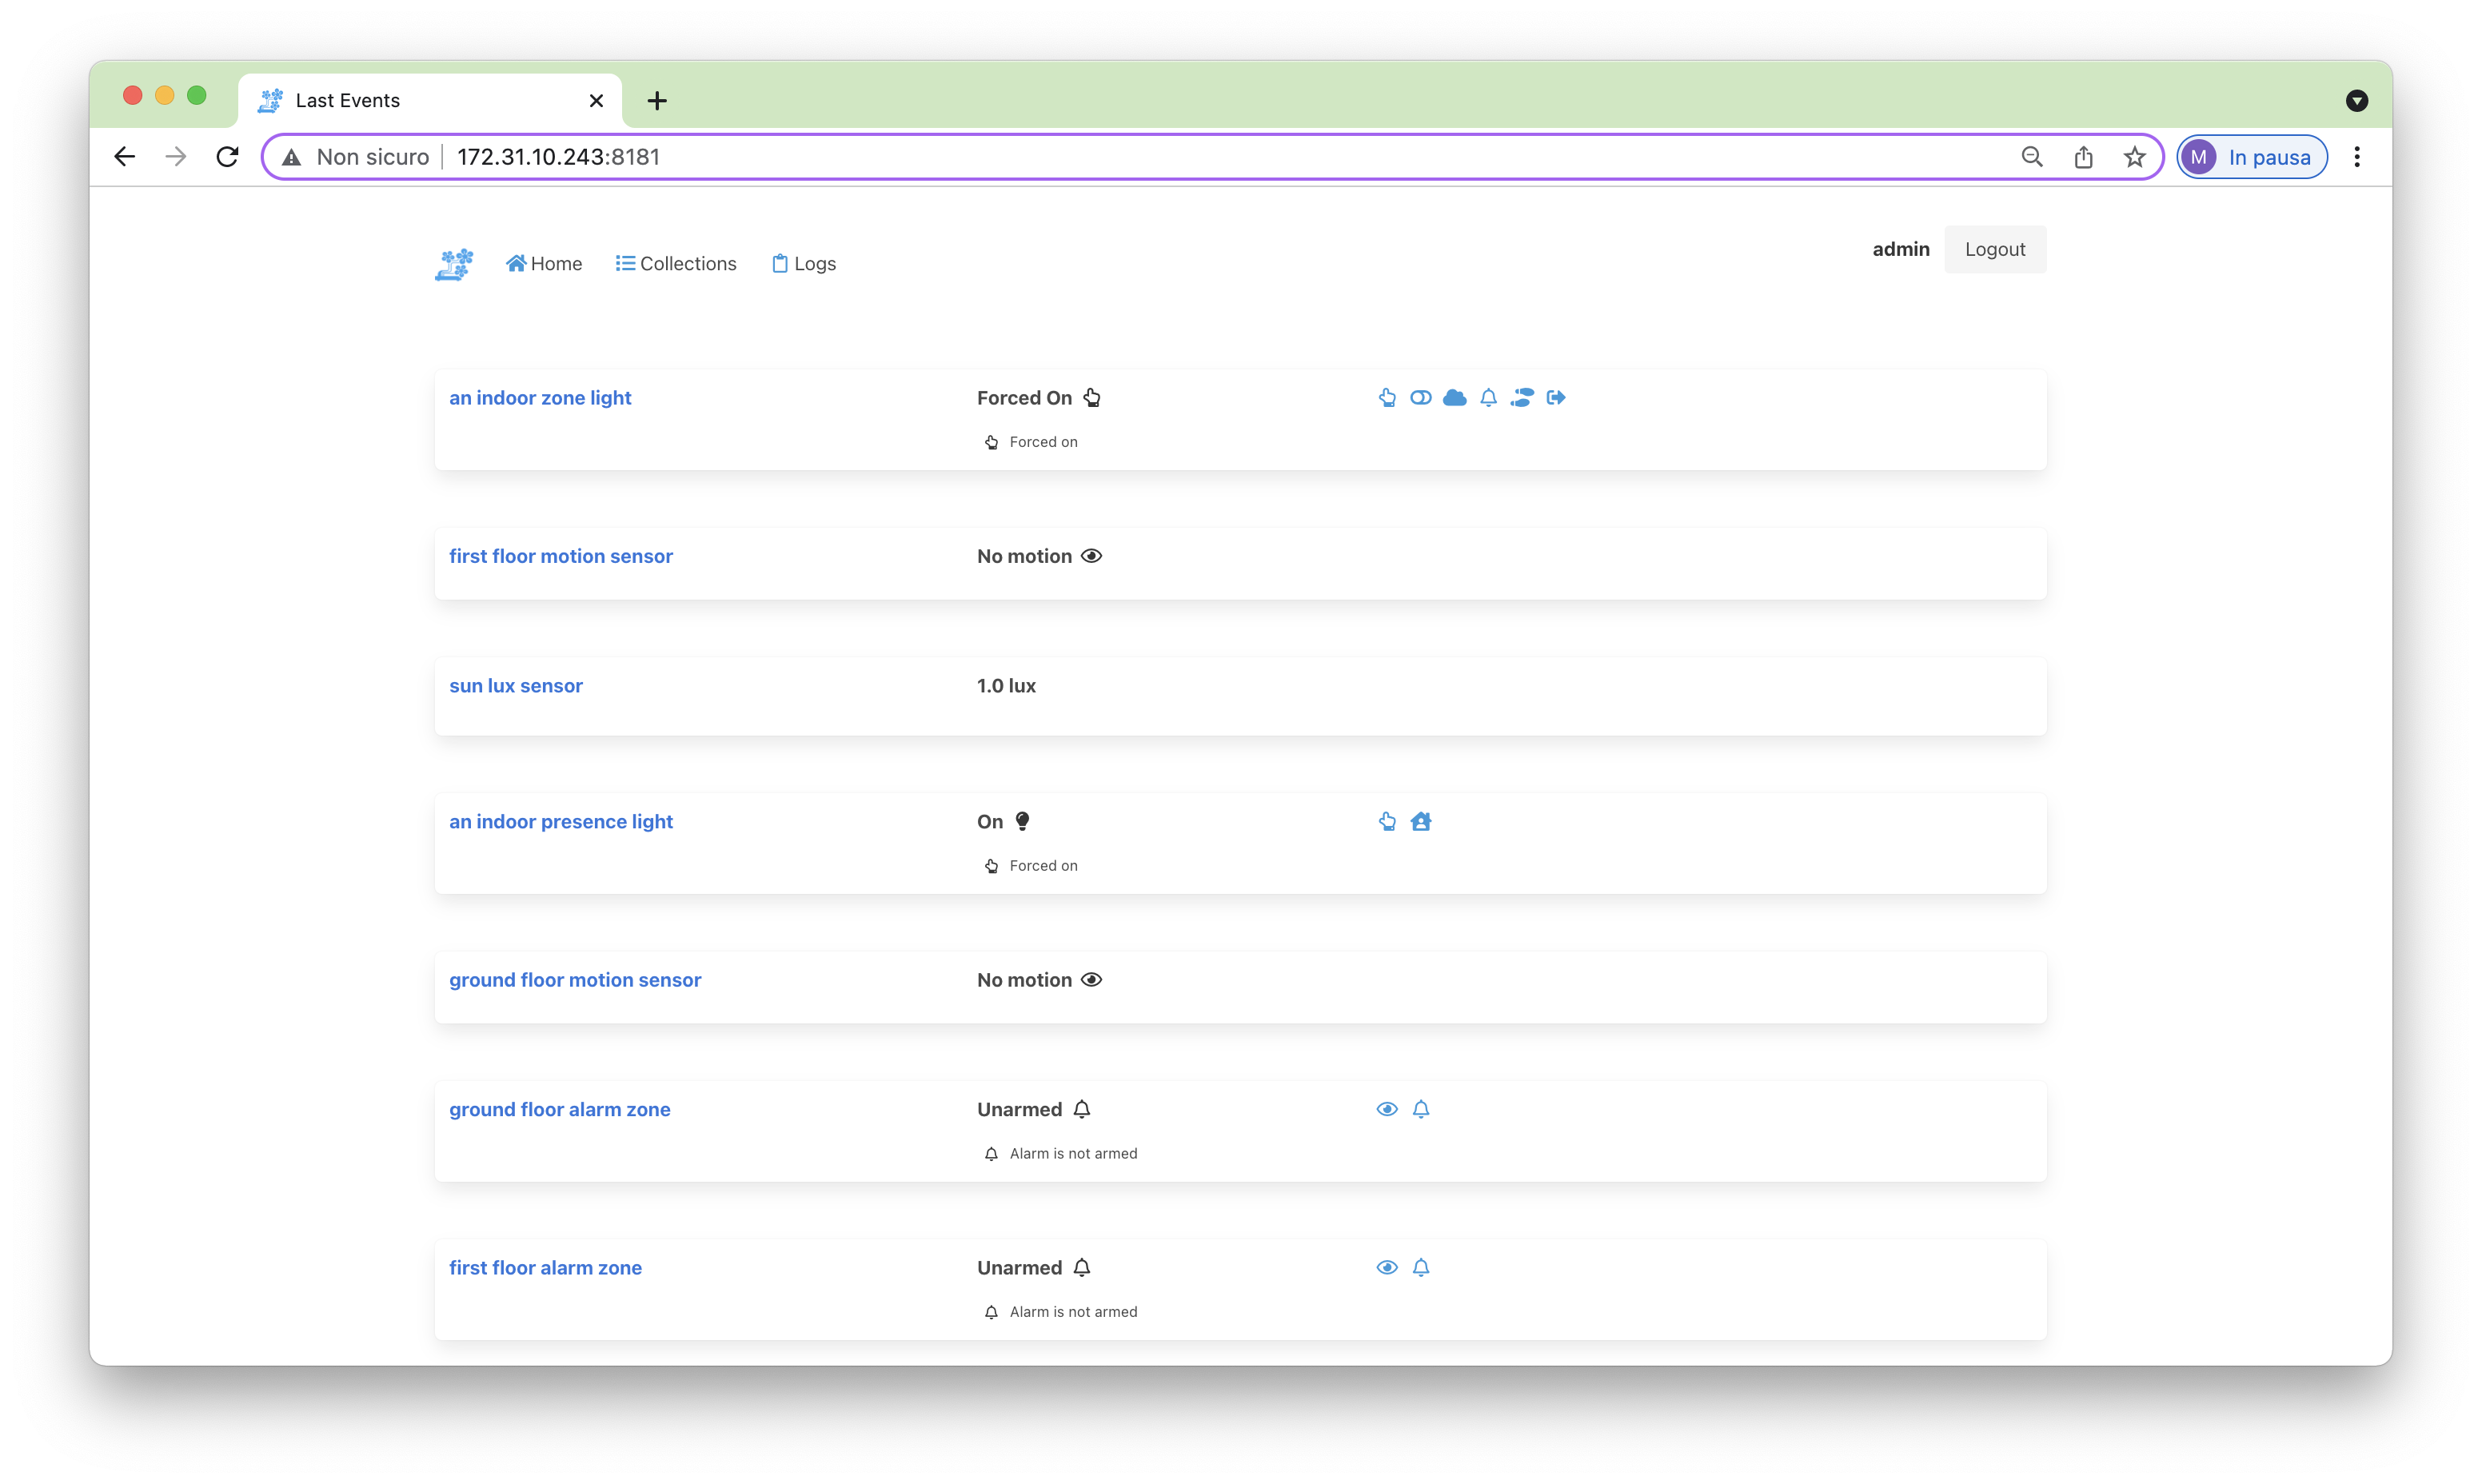 Last Events
Non sicuro 172.31.10.243:8181
M In pausa
Home Collections Logs admin Logout
an indoor zone light Forced On
Forced on
first floor motion sensor No motion
sun lux sensor 1.0 lux
an indoor presence light On
Forced on
ground floor motion sensor No motion
ground floor alarm zone Unarmed
Alarm is not armed
first floor alarm zone Unarmed
Alarm is not armed